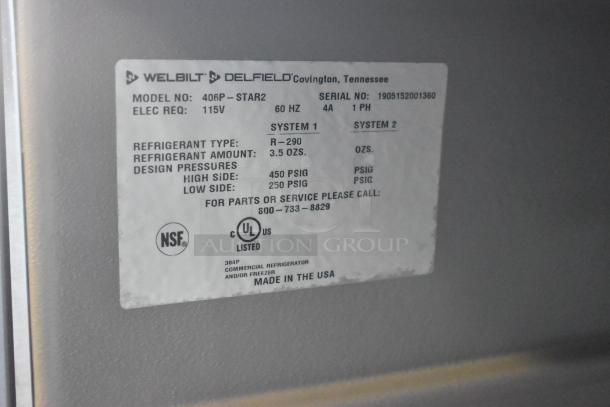 WELBILT DELFIELD Covington, Tennessee
MODEL NO: 406P-STAR2 SERIAL NO: 1905152001360
ELEC REQ: 115V 60 HZ 4A 1 PH
SYSTEM 1 SYSTEM 2
REFRIGERANT TYPE: R-290
REFRIGERANT AMOUNT: 3.5 OZS. OZS.
DESIGN PRESSURES
HIGH SIDE: 450 PSIG PSIG
LOW SIDE: 250 PSIG PSIG
FOR PARTS OR SERVICE PLEASE CALL:
800-733-8829
NSF
C UL US
LISTED
AUCTION GROUP
384P
COMMERCIAL REFRIGERATOR
AND/OR FREEZER
MADE IN THE USA